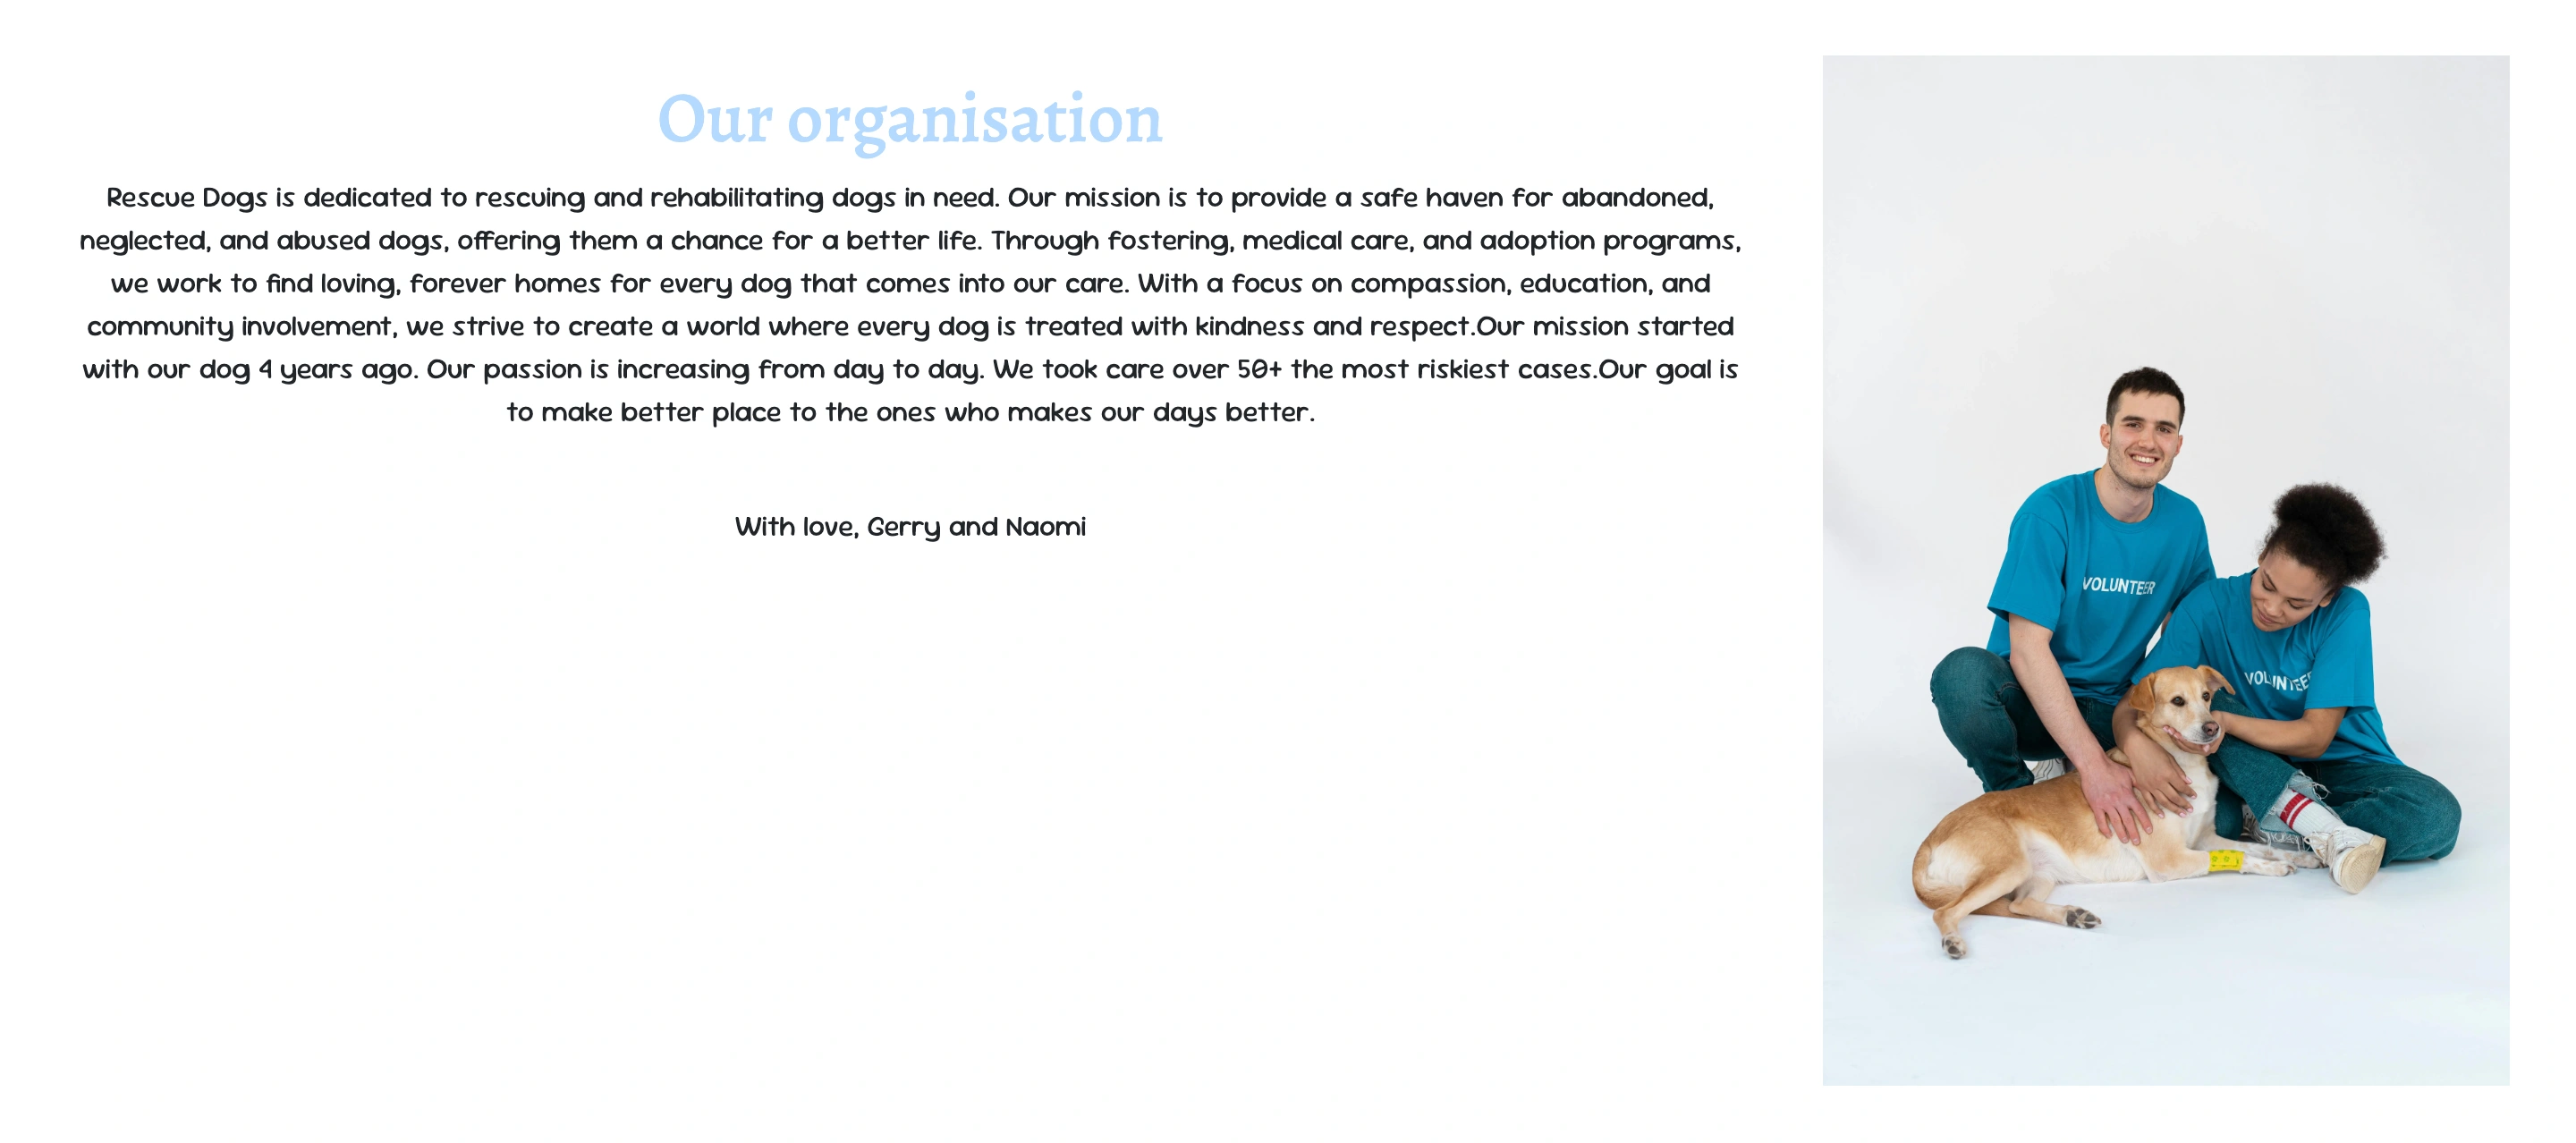 Our organisation
Rescue Dogs is dedicated to rescuing and rehabilitating dogs in need. Our mission is to provide a safe haven for abandoned,
neglected, and abused dogs, offering them a chance for a better life. Through fostering, medical care, and adoption programs,
we work to find loving, forever homes for every dog that comes into our care. With a focus on compassion, education, and
community involvement, we strive to create a world where every dog is treated with kindness and respect.Our mission started
with our dog 4 years ago. Our passion is increasing from day to day. We took care over 50+ the most riskiest cases.Our goal is
to make better place to the ones who makes our days better.
With love, Gerry and Naomi
VOLUNTEER
VOLUNTEER